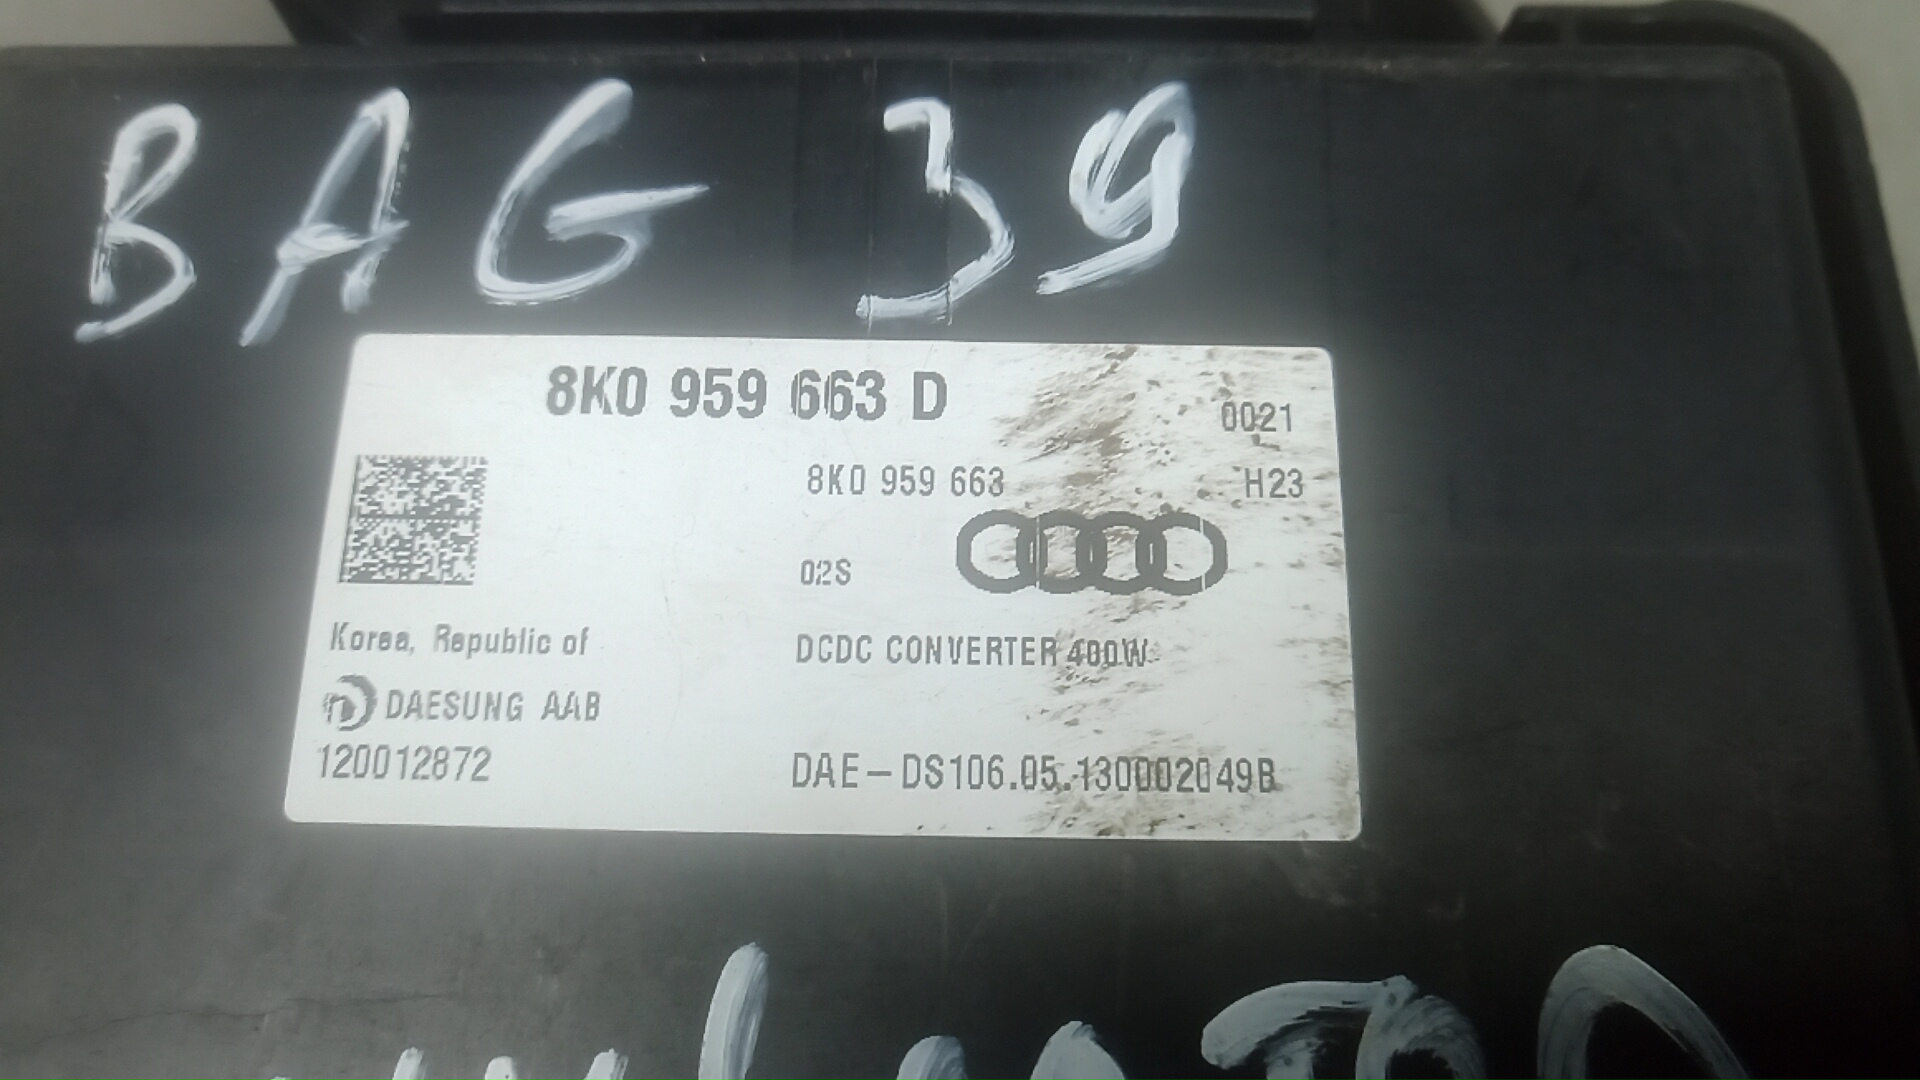 BAG 39
8K0 959 663 D
0021
8K0 959 663
H23
02S
Korea, Republic of
DCDC CONVERTER 400W
DAESUNG AAB
120012872
DAE-DS106.05.130002049B